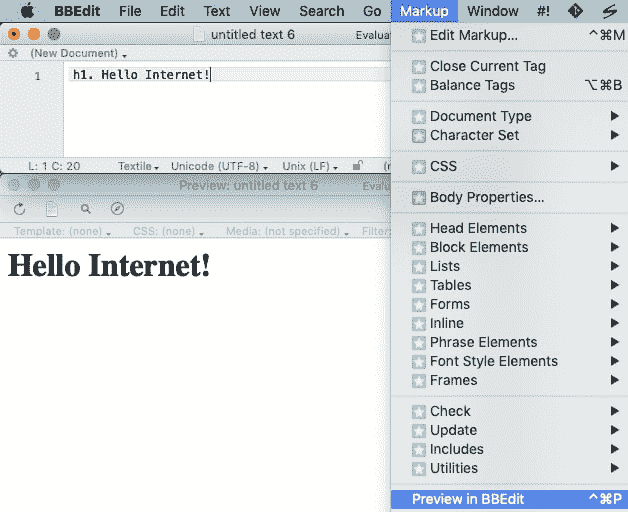 BBEdit File Edit Text View Search Go Markup Window #!
untitled text 6 Evaluat
(New Document)
1 h1. Hello Internet!
L: 1 C: 20 Textile Unicode (UTF-8) Unix (LF)
Preview: untitled text 6 Evalu
Template: (none) CSS: (none) Media: (not specified) Filter:
Hello Internet!
Edit Markup... ⌃⌘M
Close Current Tag
Balance Tags ⌥⌘B
Document Type
Character Set
CSS
Body Properties...
Head Elements
Block Elements
Lists
Tables
Forms
Inline
Phrase Elements
Font Style Elements
Frames
Check
Update
Includes
Utilities
Preview in BBEdit ⌃⌘P